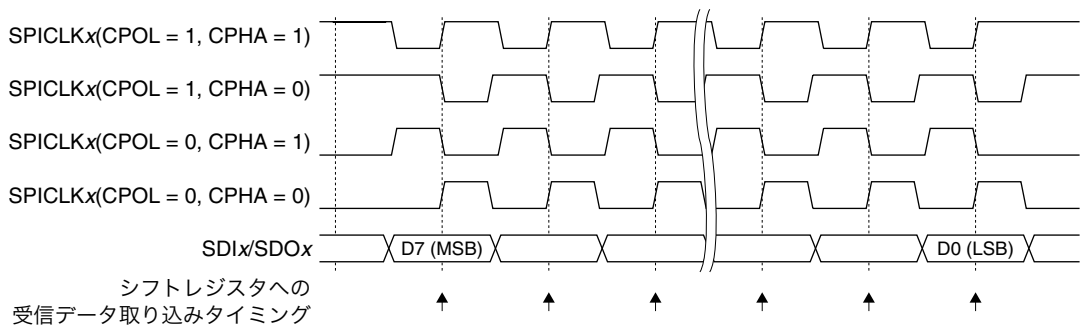 SPICLKx(CPOL = 1, CPHA = 1)
SPICLKx(CPOL = 1, CPHA = 0)
SPICLKx(CPOL = 0, CPHA = 1)
SPICLKx(CPOL = 0, CPHA = 0)
SDIx/SDOx D7 (MSB) D0 (LSB)
シフトレジスタへの
受信データ取り込みタイミング